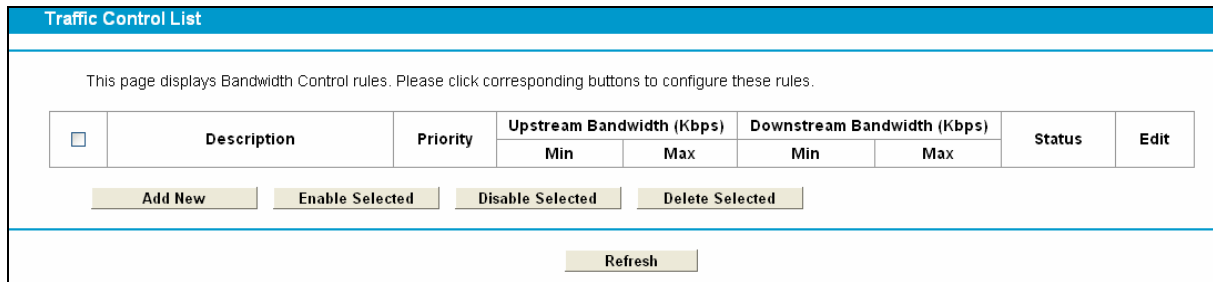 Traffic Control List
This page displays Bandwidth Control rules. Please click corresponding buttons to configure these rules.
Description Priority Upstream Bandwidth (Kbps) Downstream Bandwidth (Kbps) Status Edit
Min Max Min Max
Add New Enable Selected Disable Selected Delete Selected
Refresh